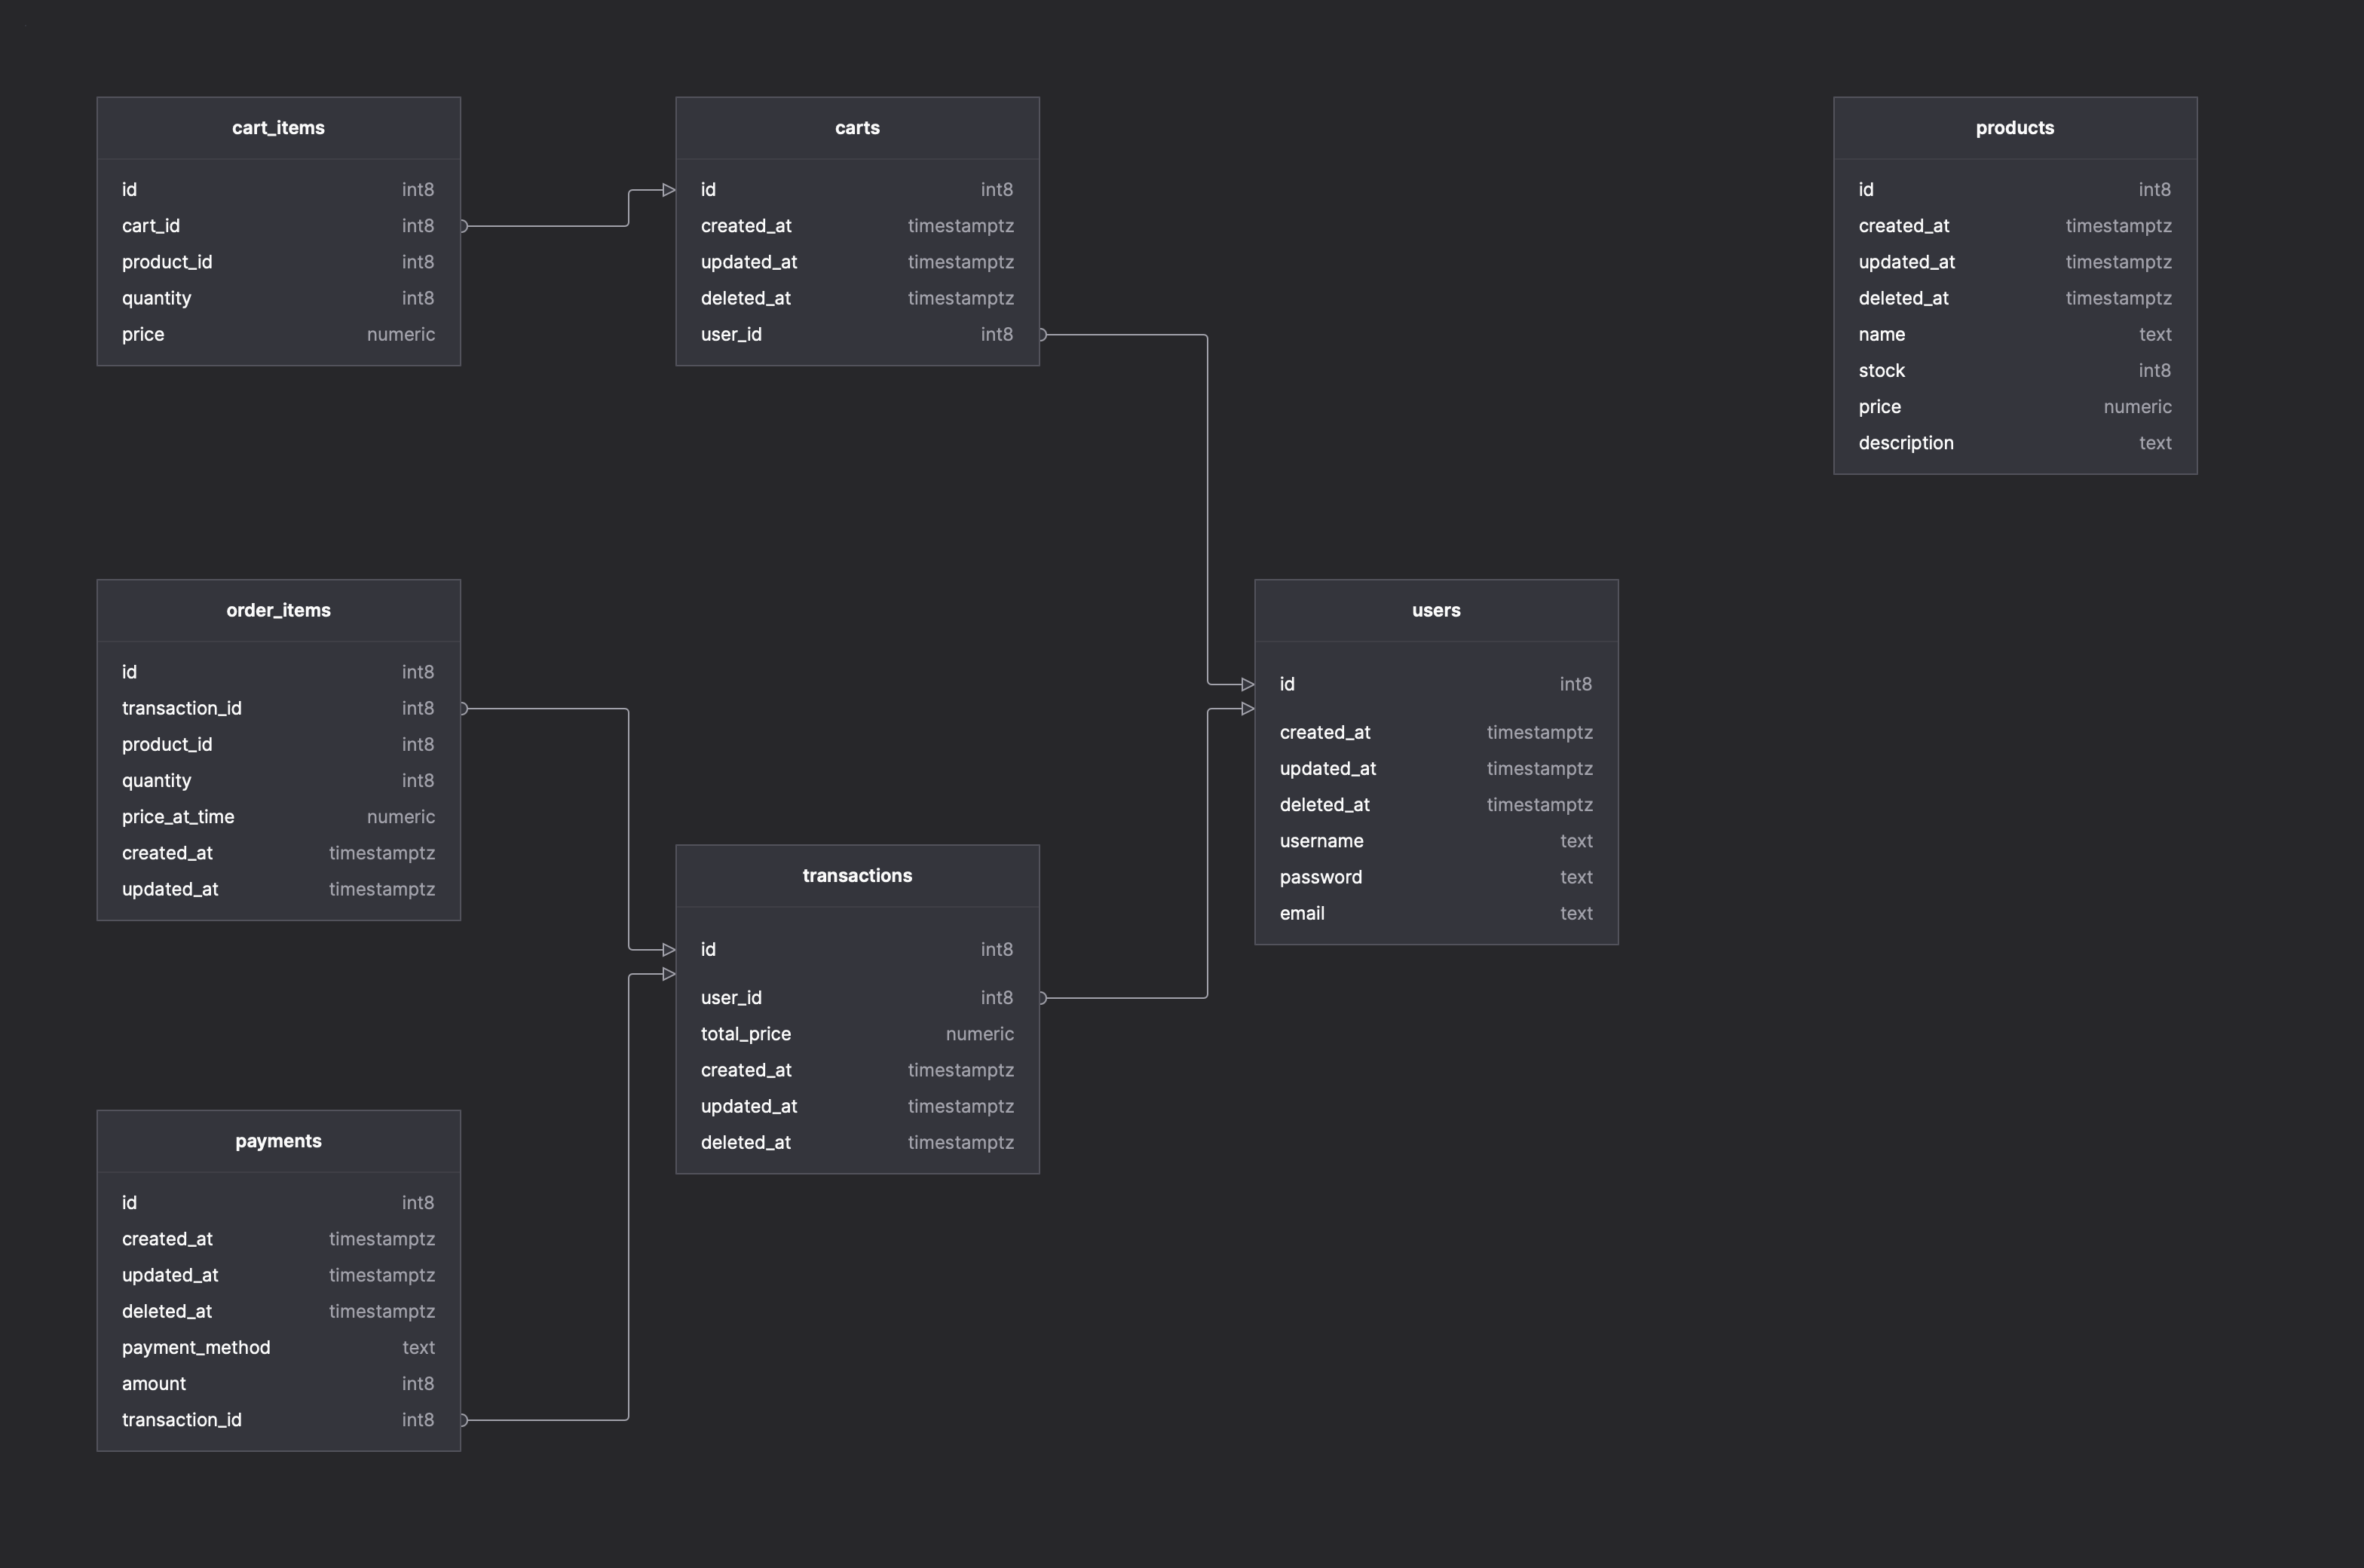 cart_items
id int8
cart_id int8
product_id int8
quantity int8
price numeric
carts
id int8
created_at timestamptz
updated_at timestamptz
deleted_at timestamptz
user_id int8
products
id int8
created_at timestamptz
updated_at timestamptz
deleted_at timestamptz
name text
stock int8
price numeric
description text
order_items
id int8
transaction_id int8
product_id int8
quantity int8
price_at_time numeric
created_at timestamptz
updated_at timestamptz
users
id int8
created_at timestamptz
updated_at timestamptz
deleted_at timestamptz
username text
password text
email text
transactions
id int8
user_id int8
total_price numeric
created_at timestamptz
updated_at timestamptz
deleted_at timestamptz
payments
id int8
created_at timestamptz
updated_at timestamptz
deleted_at timestamptz
payment_method text
amount int8
transaction_id int8